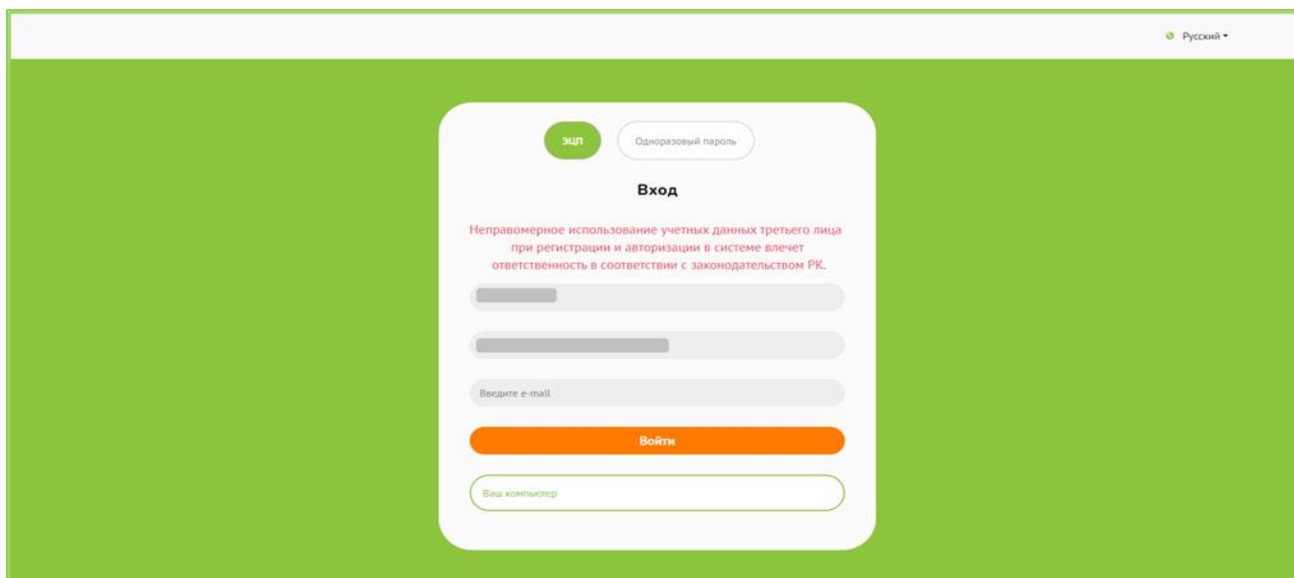 Русский
ЭЦП
Одноразовый пароль
Вход
Неправомерное использование учетных данных третьего лица
при регистрации и авторизации в системе влечет
ответственность в соответствии с законодательством РК.
Введите e-mail
Войти
Ваш компьютер